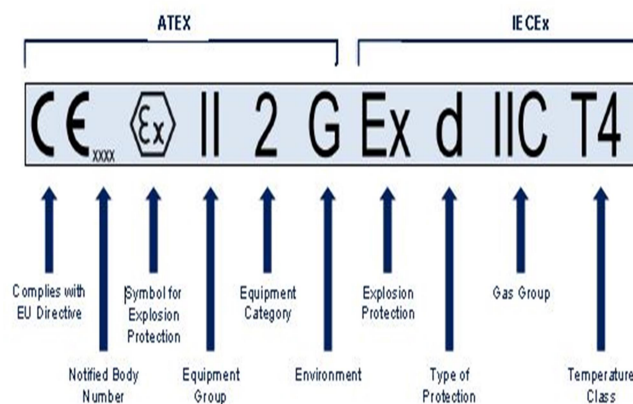 ATEX IECEx
CE xxxx Ex II 2 G Ex d IIC T4
Complies with Symbol for Equipment Explosion Gas Group
EU Directive Explosion Category Protection
Protection
Notified Body Equipment Environment Type of Temperature
Number Group Protection Class